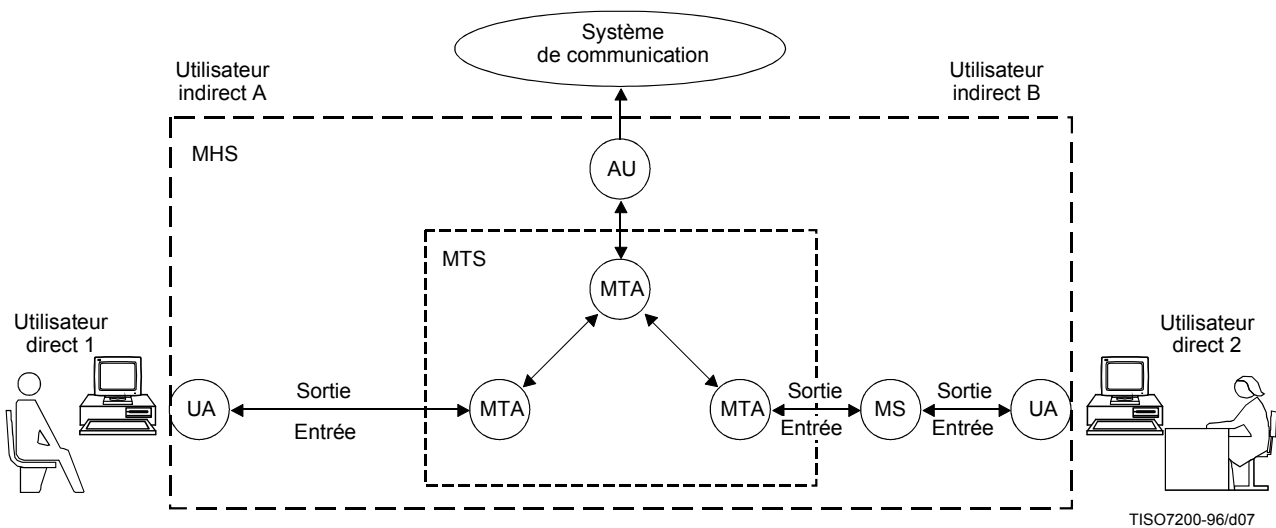 Système
de communication
Utilisateur
indirect A
Utilisateur
indirect B
MHS
AU
MTS
MTA
Utilisateur
direct 1
Utilisateur
direct 2
UA
Sortie
Entrée
MTA
MTA
Sortie
Entrée
MS
Sortie
Entrée
UA
TISO7200-96/d07